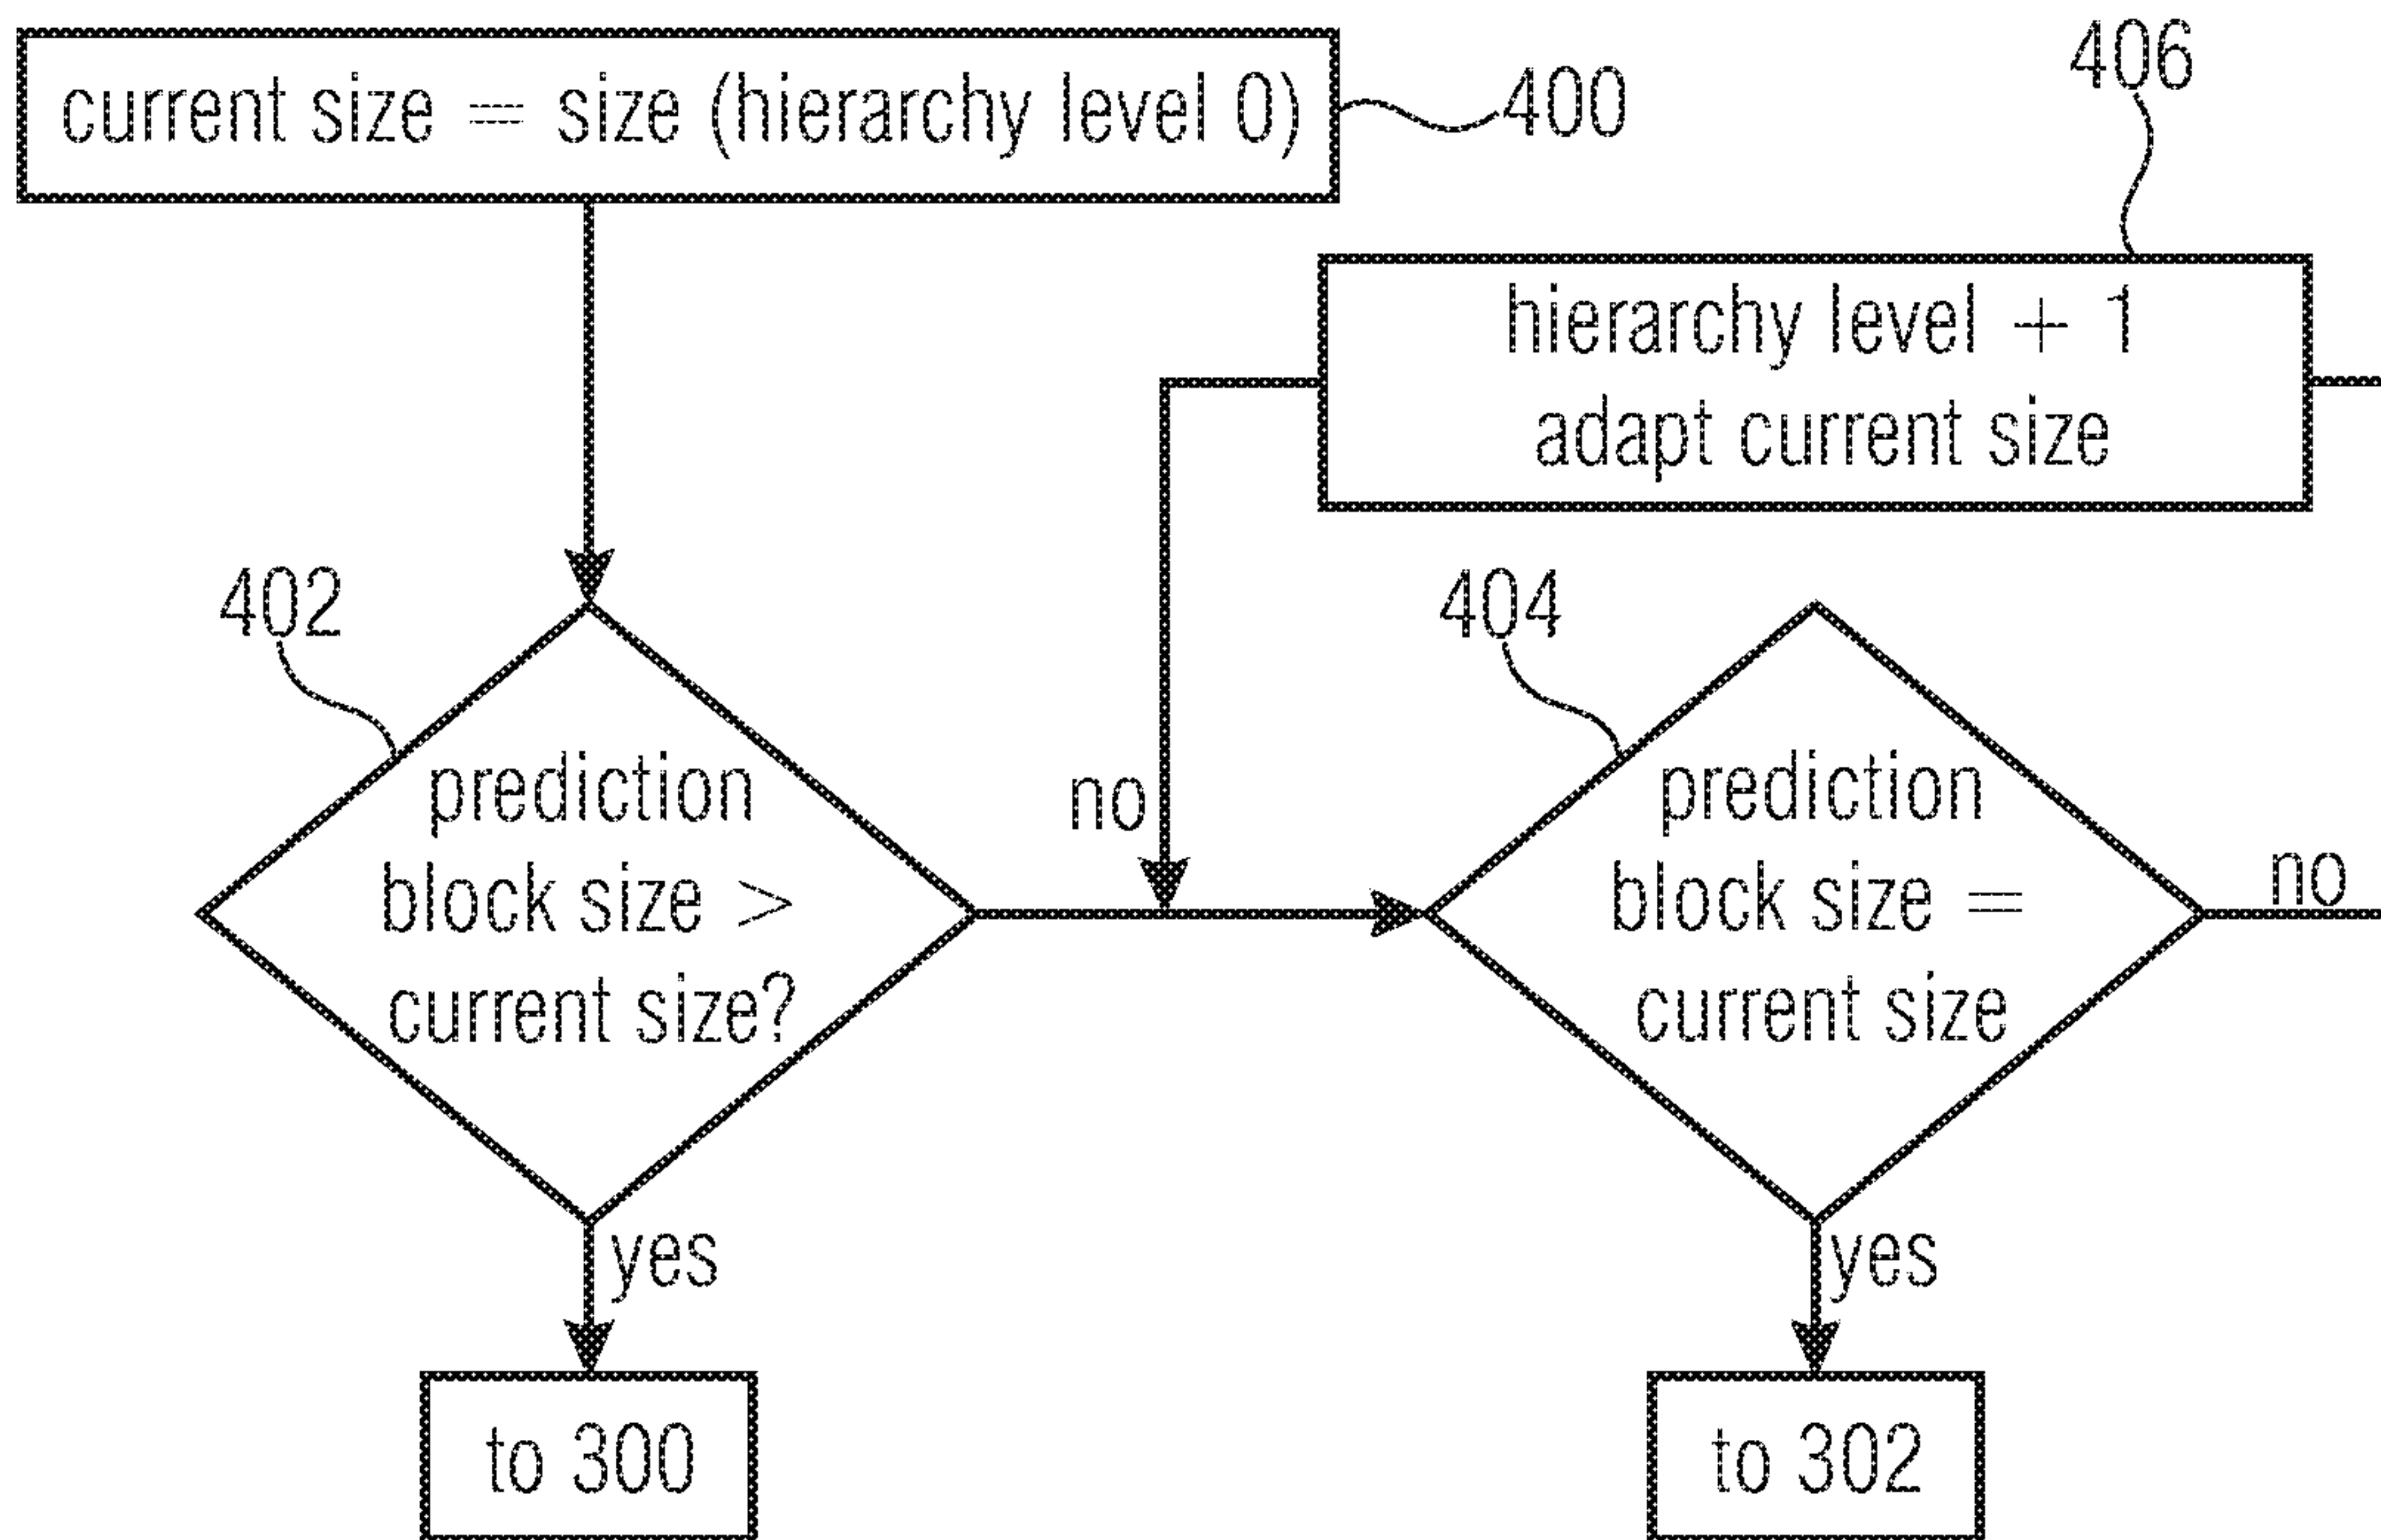 current size = size (hierarchy level 0)
400
406
hierarchy level + 1
adapt current size
402
404
prediction
block size >
current size?
no
prediction
block size =
current size
no
yes
yes
to 300
to 302